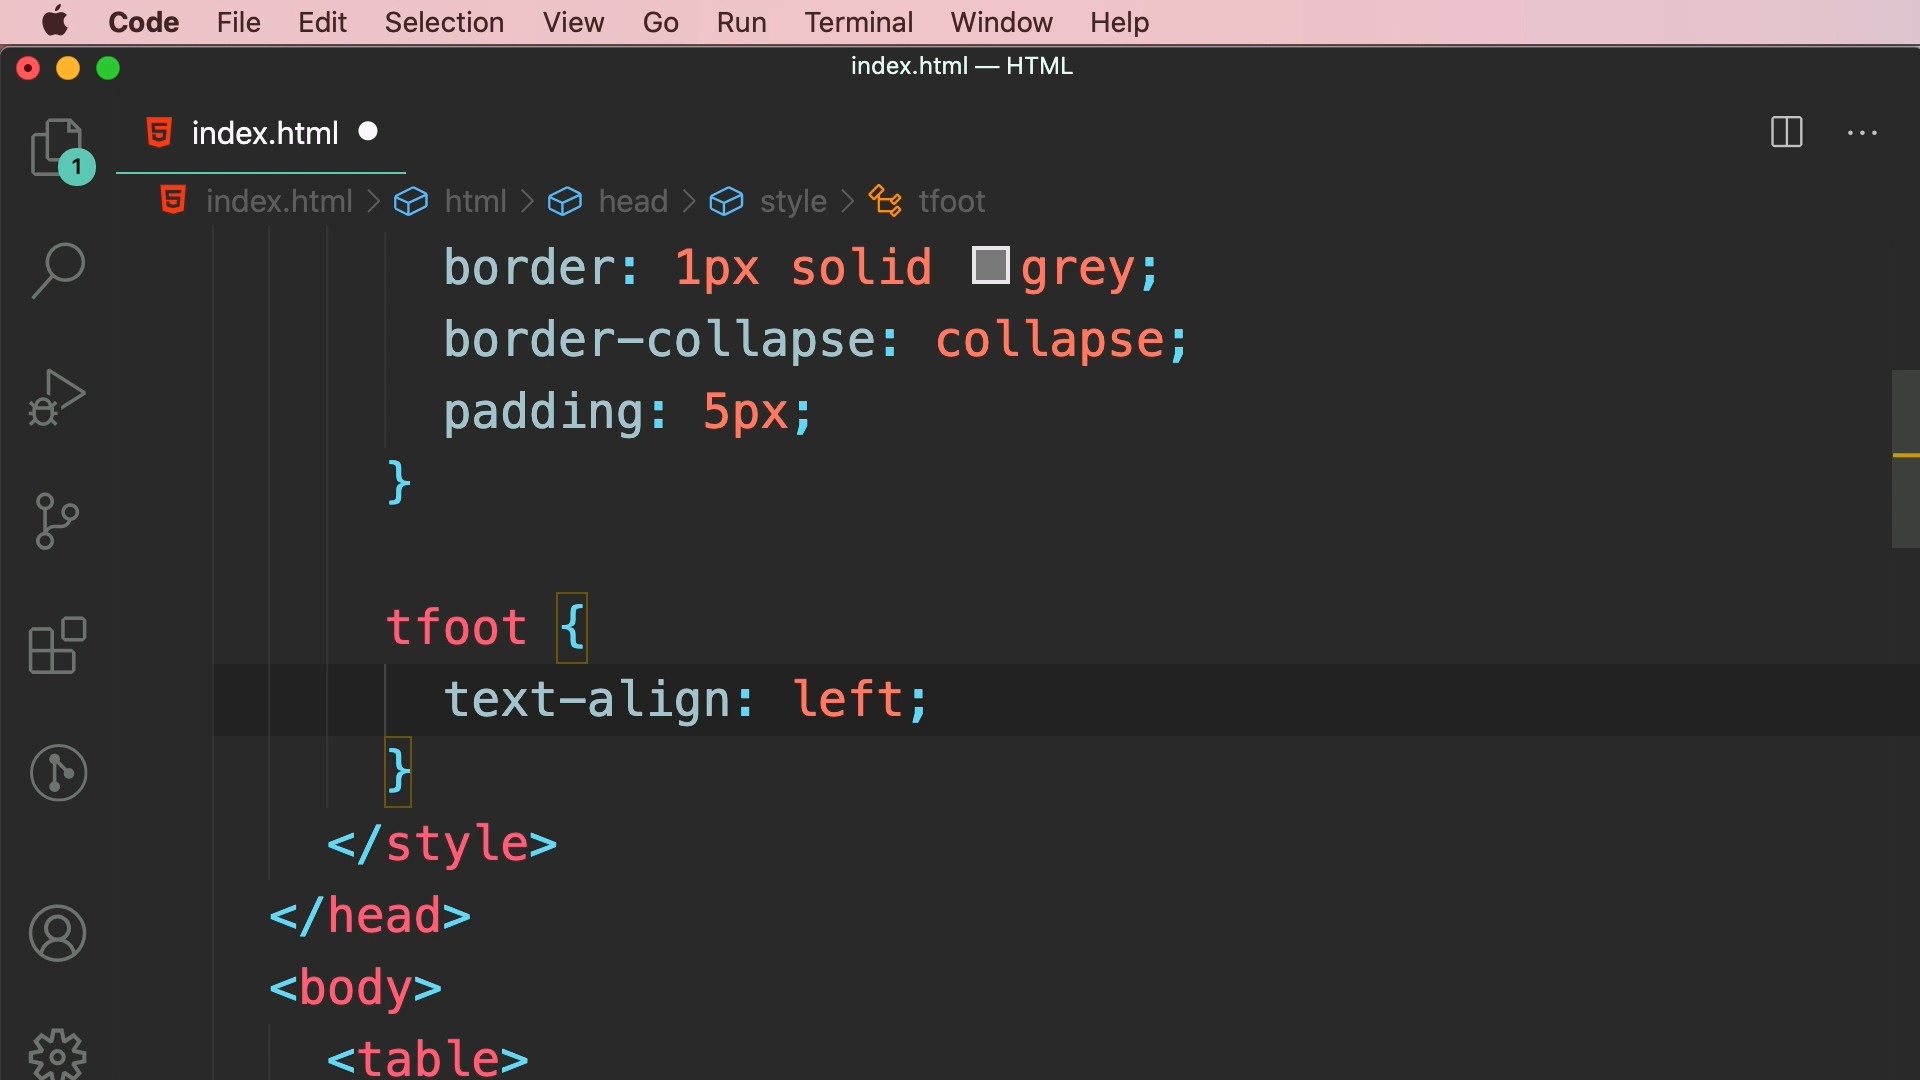 Code File Edit Selection View Go Run Terminal Window Help
index.html — HTML
index.html
1
index.html > html > head > style > tfoot
border: 1px solid grey;
border-collapse: collapse;
padding: 5px;
}
tfoot {
text-align: left;
}
</style>
</head>
<body>
<table>